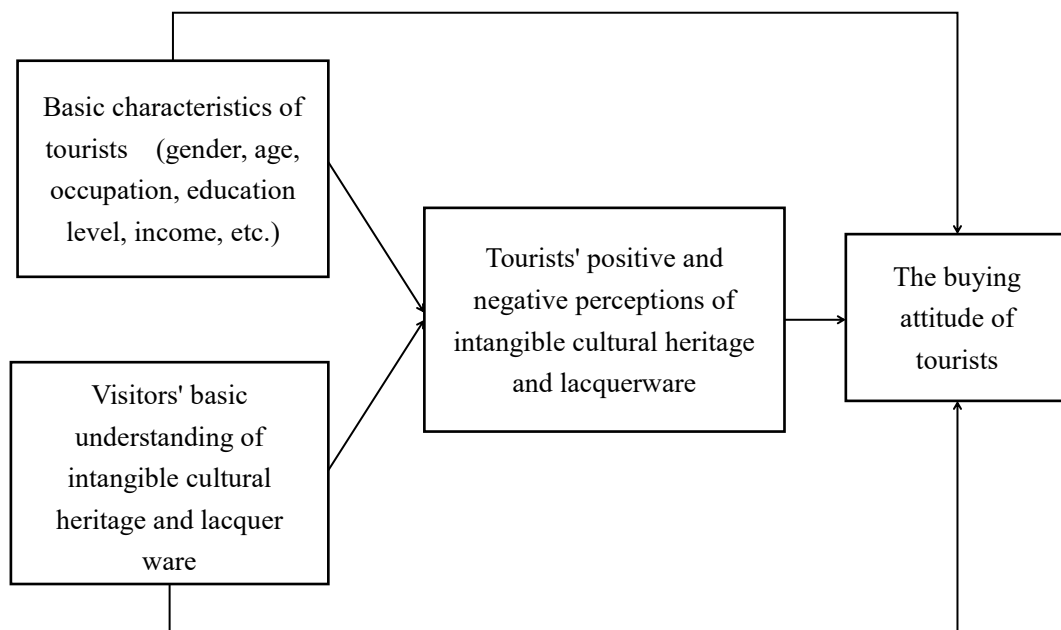 Basic characteristics of
tourists (gender, age,
occupation, education
level, income, etc.)
Visitors' basic
understanding of
intangible cultural
heritage and lacquer
ware
Tourists' positive and
negative perceptions of
intangible cultural heritage
and lacquerware
The buying
attitude of
tourists